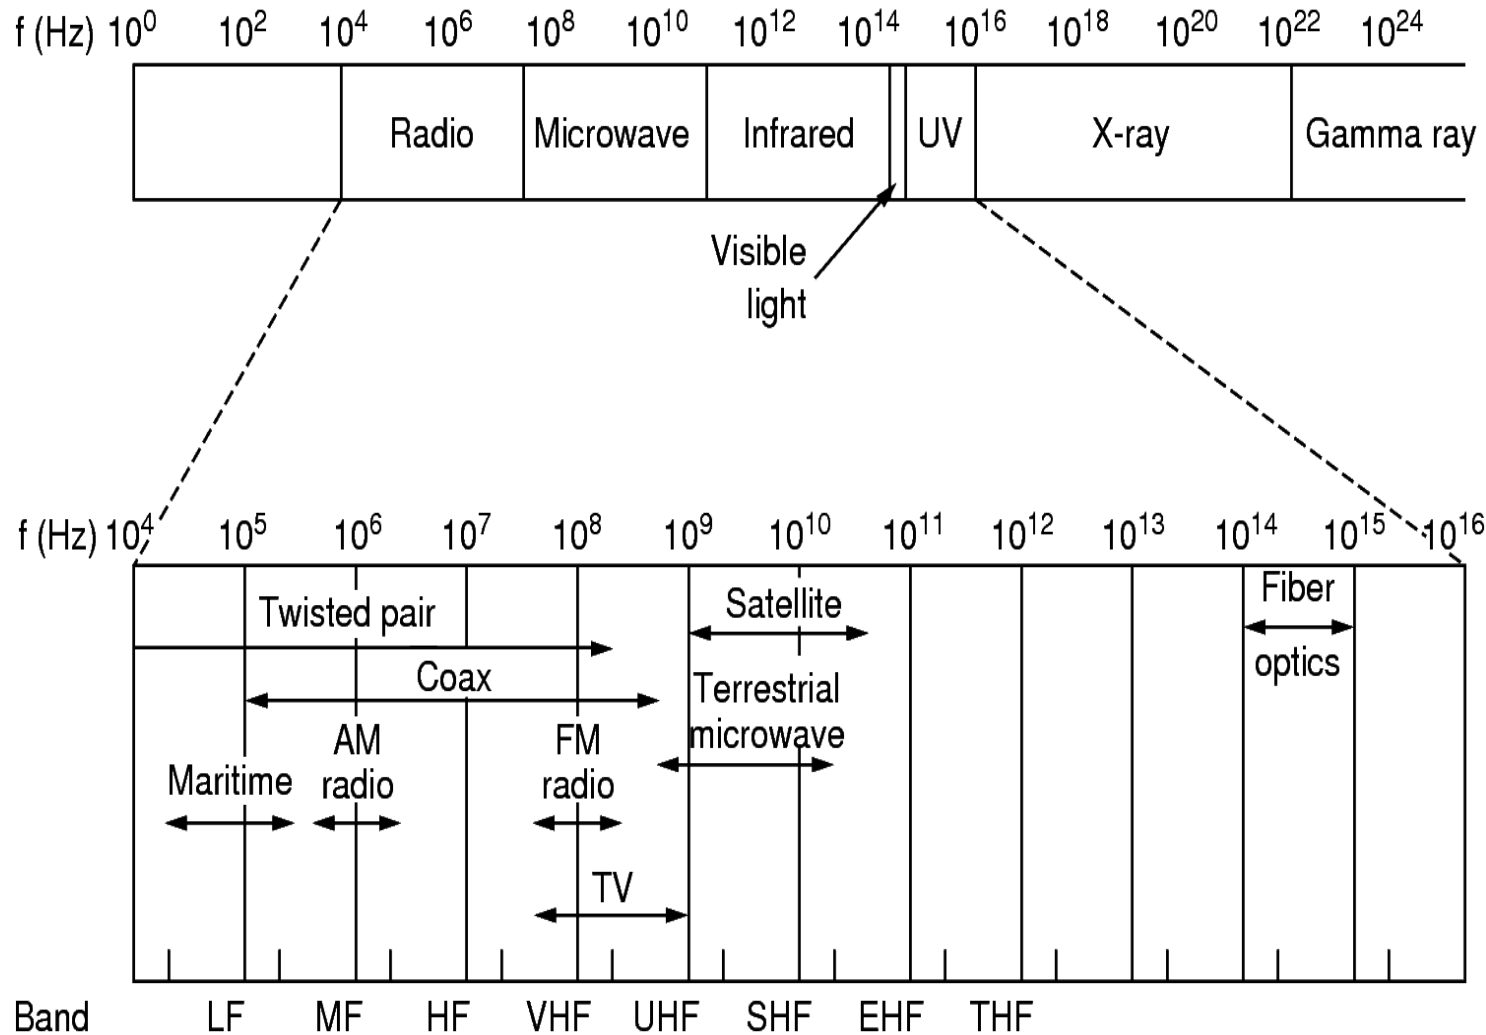 f (Hz) 10⁰ 10² 10⁴ 10⁶ 10⁸ 10¹⁰ 10¹² 10¹⁴ 10¹⁶ 10¹⁸ 10²⁰ 10²² 10²⁴
Radio Microwave Infrared UV X-ray Gamma ray
Visible
light
f (Hz) 10⁴ 10⁵ 10⁶ 10⁷ 10⁸ 10⁹ 10¹⁰ 10¹¹ 10¹² 10¹³ 10¹⁴ 10¹⁵ 10¹⁶
Twisted pair
Coax
Satellite
Fiber
optics
Terrestrial
microwave
Maritime
AM
radio
FM
radio
TV
Band LF MF HF VHF UHF SHF EHF THF